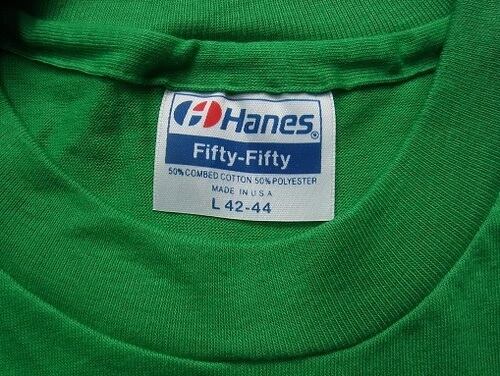 Hanes®
Fifty-Fifty
50% COMBED COTTON 50% POLYESTER
MADE IN U.S.A
L 42-44